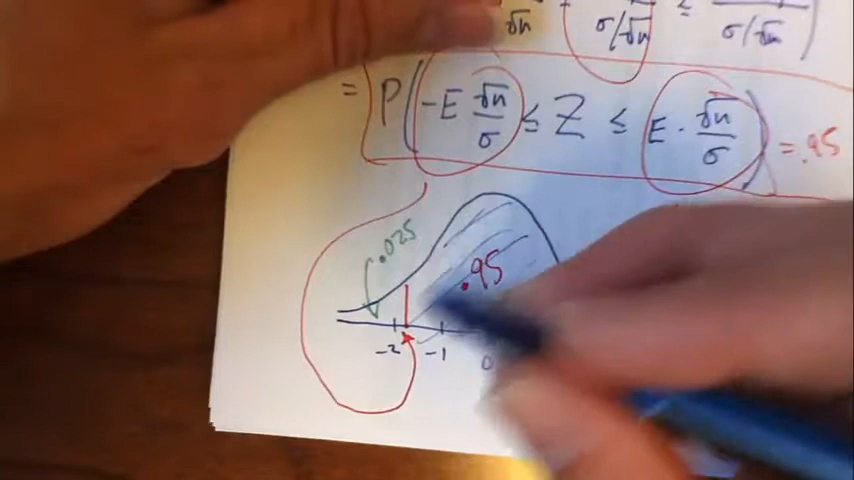 √n σ/√n ≤ σ/√n )
= P( -E √n/σ ≤ Z ≤ E · √n/σ ) = .95
.025
.95
-2 -1 0